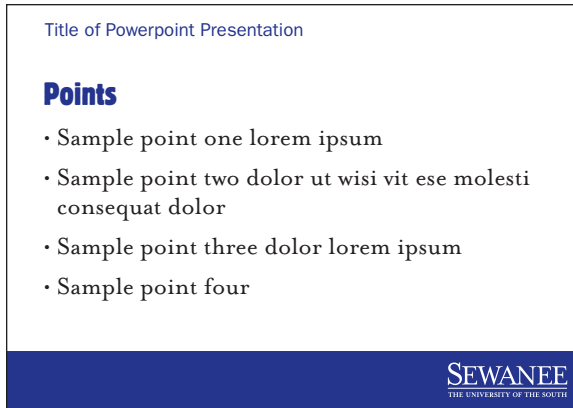 Title of Powerpoint Presentation
Points
• Sample point one lorem ipsum
• Sample point two dolor ut wisi vit ese molesti
consequat dolor
• Sample point three dolor lorem ipsum
• Sample point four
SEWANEE
THE UNIVERSITY OF THE SOUTH